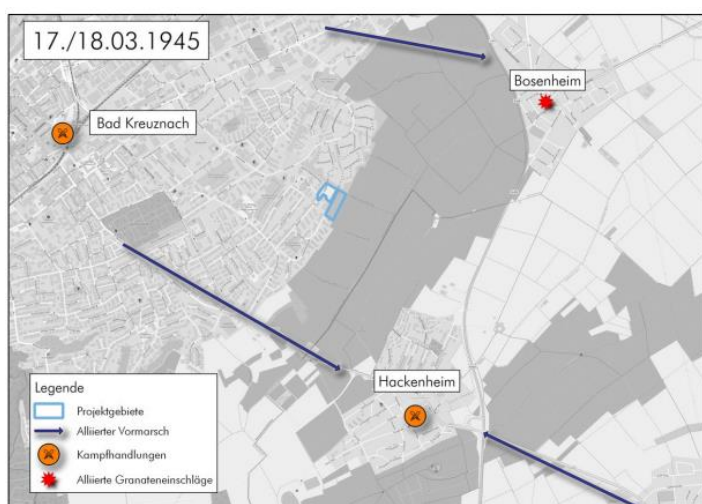 17./18.03.1945
Bosenheim
Bad Kreuznach
Hackenheim
Legende
Projektgebiete
Alliierter Vormarsch
Kampfhandlungen
Alliierte Granateneinschläge